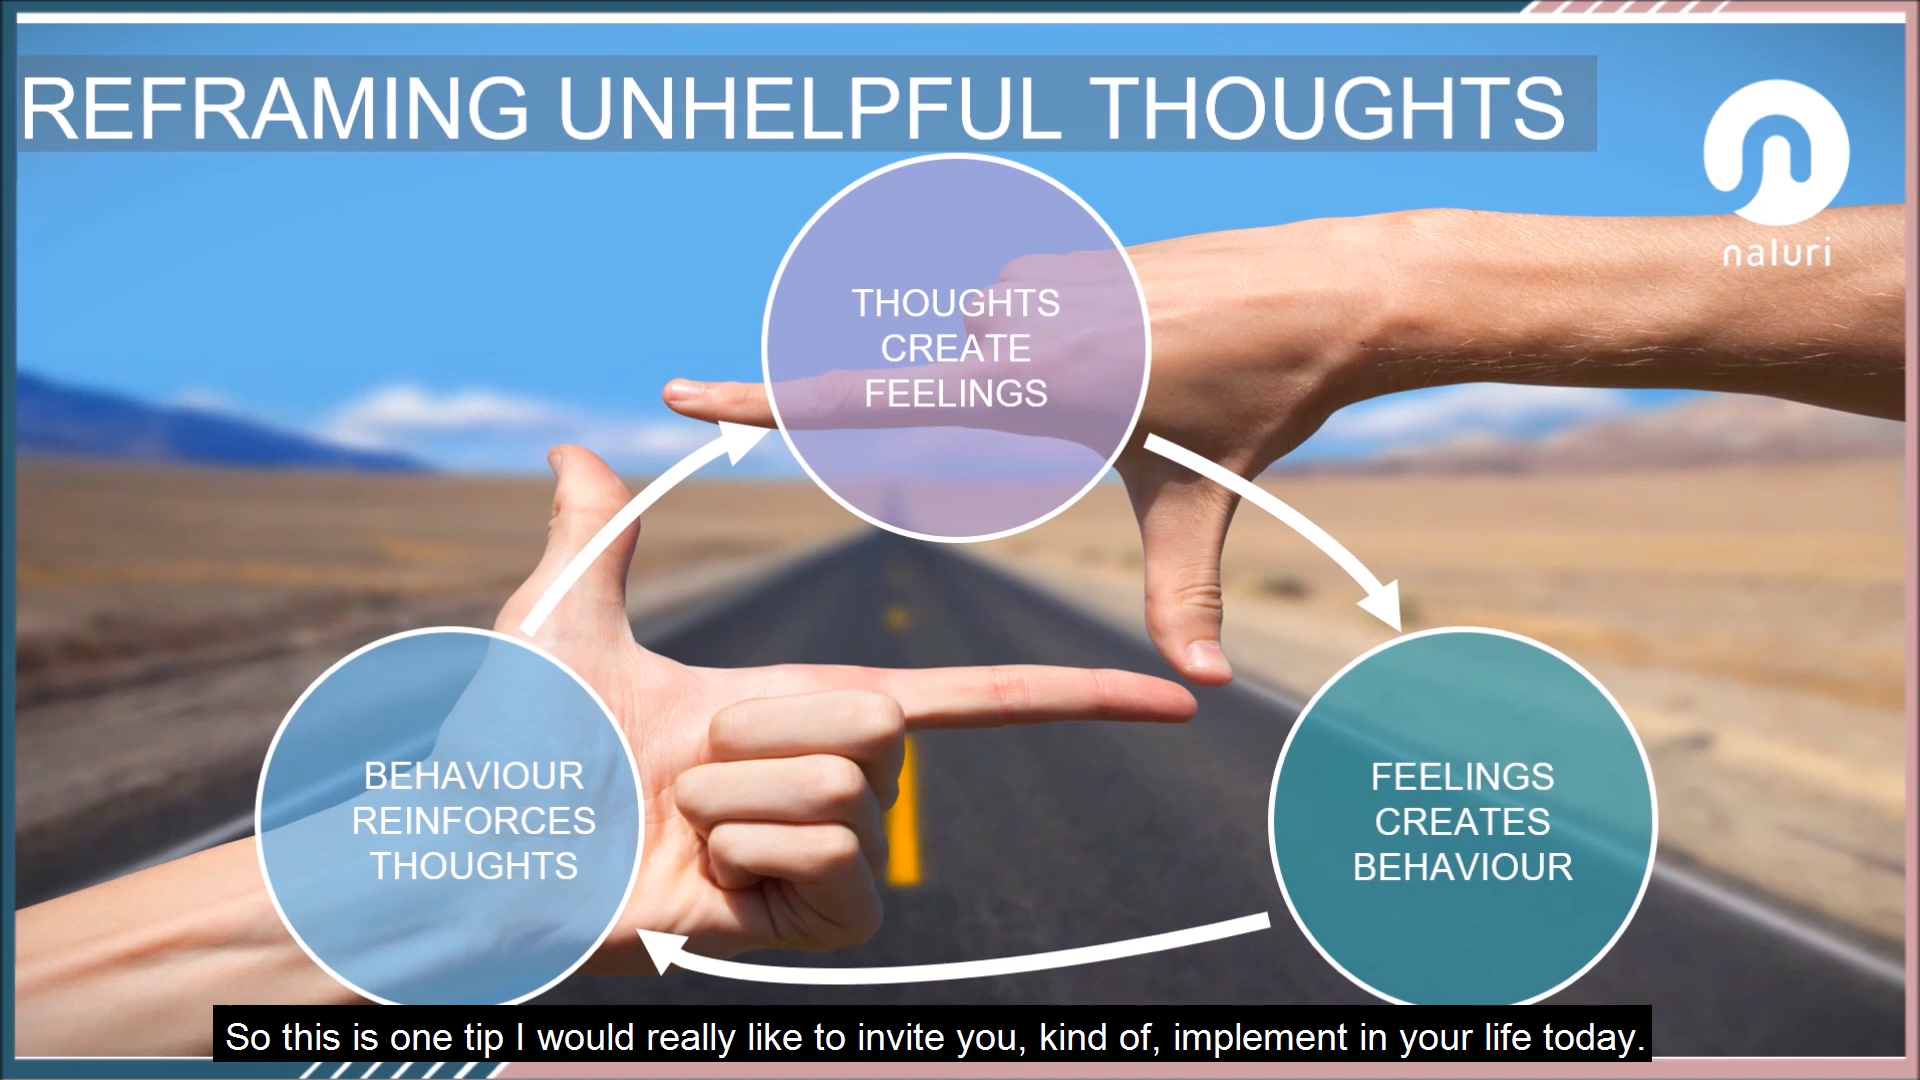 REFRAMING UNHELPFUL THOUGHTS
naluri
THOUGHTS
CREATE
FEELINGS
BEHAVIOUR
REINFORCES
THOUGHTS
FEELINGS
CREATES
BEHAVIOUR
So this is one tip I would really like to invite you, kind of, implement in your life today.